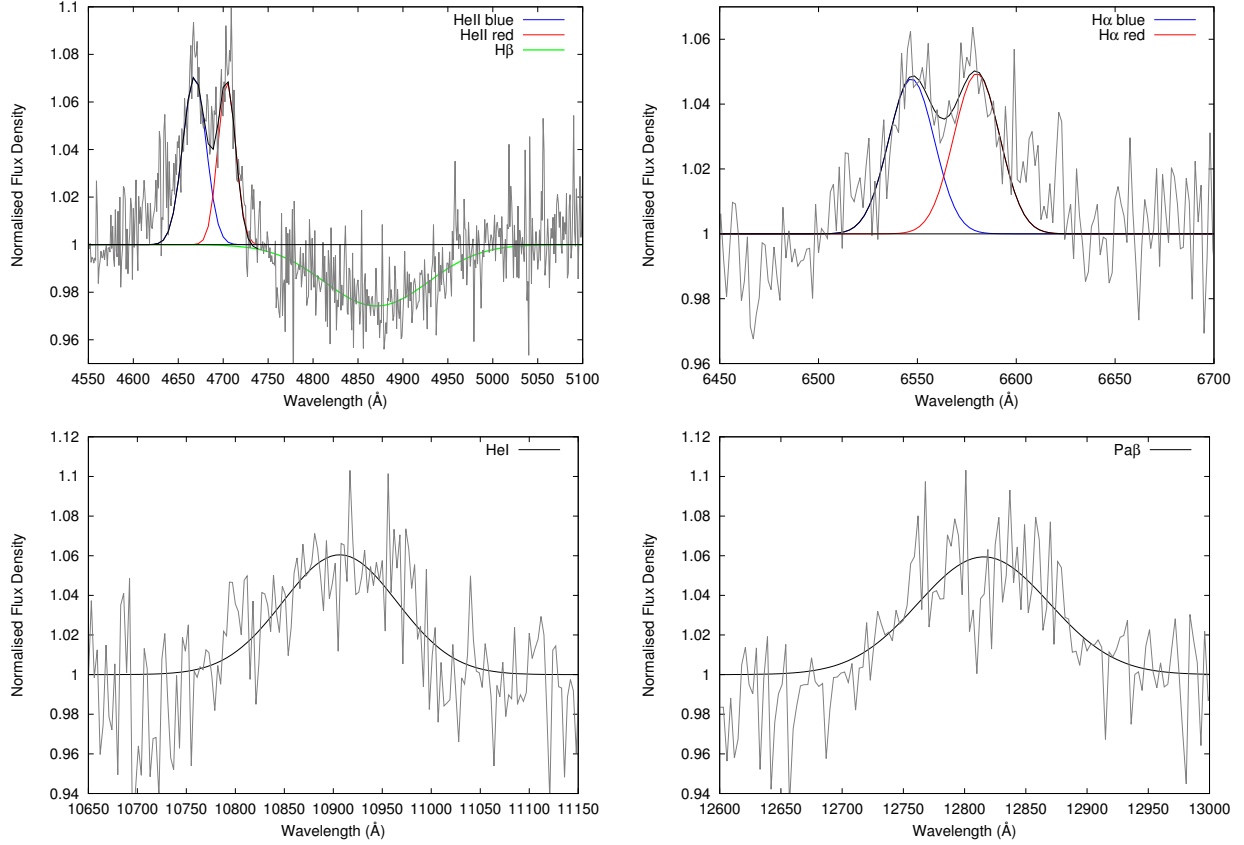 HeII blue
HeII red
Hβ
Normalised Flux Density
1.1
1.08
1.06
1.04
1.02
1
0.98
0.96
4550 4600 4650 4700 4750 4800 4850 4900 4950 5000 5050 5100
Wavelength (Å)
Hα blue
Hα red
Normalised Flux Density
1.06
1.04
1.02
1
0.98
0.96
6450 6500 6550 6600 6650 6700
Wavelength (Å)
HeI
Normalised Flux Density
1.12
1.1
1.08
1.06
1.04
1.02
1
0.98
0.96
0.94
10650 10700 10750 10800 10850 10900 10950 11000 11050 11100 11150
Wavelength (Å)
Paβ
Normalised Flux Density
1.12
1.1
1.08
1.06
1.04
1.02
1
0.98
0.96
0.94
12600 12650 12700 12750 12800 12850 12900 12950 13000
Wavelength (Å)